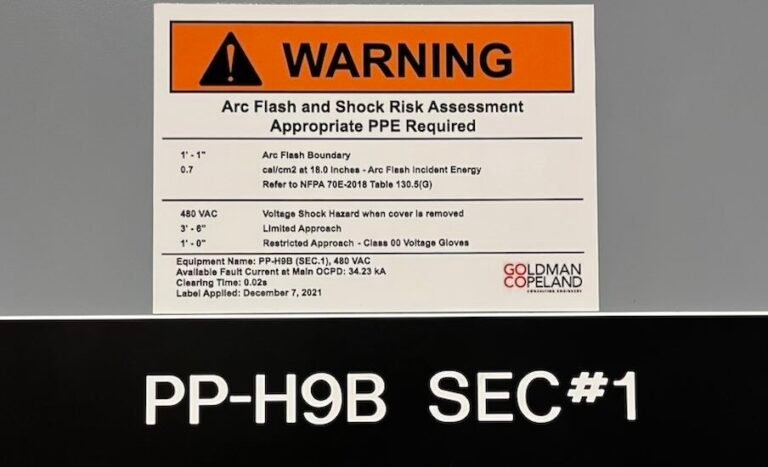 WARNING
Arc Flash and Shock Risk Assessment
Appropriate PPE Required
1' - 1" Arc Flash Boundary
0.7 cal/cm2 at 18.0 inches - Arc Flash Incident Energy
Refer to NFPA 70E-2018 Table 130.5(G)
480 VAC Voltage Shock Hazard when cover is removed
3' - 6" Limited Approach
1' - 0" Restricted Approach - Class 00 Voltage Gloves
Equipment Name: PP-H9B (SEC.1), 480 VAC
Available Fault Current at Main OCPD: 34.23 kA
Clearing Time: 0.02s
Label Applied: December 7, 2021
GOLDMAN
COPELAND
CONSULTING ENGINEERS
PP-H9B SEC#1